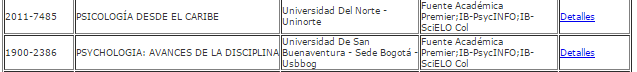 2011-7485 PSICOLOGÍA DESDE EL CARIBE Universidad Del Norte - Uninorte Fuente Académica Premier;IB-PsycINFO;IB-SciELO Col Detalles
1900-2386 PSYCHOLOGIA: AVANCES DE LA DISCIPLINA Universidad De San Buenaventura - Sede Bogotá - Usbbog Fuente Académica Premier;IB-PsycINFO;IB-SciELO Col Detalles